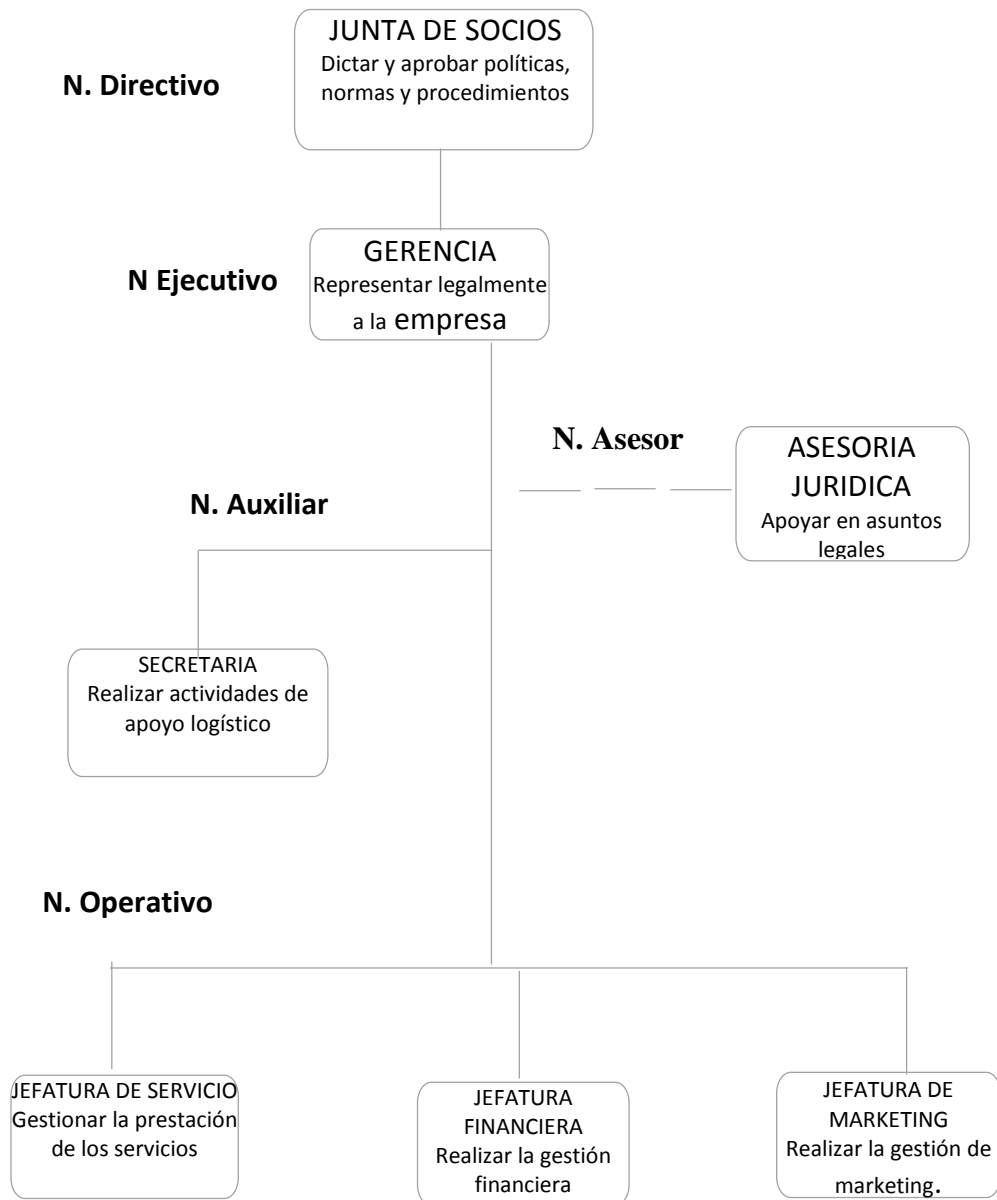 JUNTA DE SOCIOS
Dictar y aprobar políticas,
normas y procedimientos
N. Directivo
GERENCIA
Representar legalmente
a la empresa
N Ejecutivo
N. Asesor
ASESORIA
JURIDICA
Apoyar en asuntos
legales
N. Auxiliar
SECRETARIA
Realizar actividades de
apoyo logístico
N. Operativo
JEFATURA DE SERVICIO
Gestionar la prestación
de los servicios
JEFATURA
FINANCIERA
Realizar la gestión
financiera
JEFATURA DE
MARKETING
Realizar la gestión de
marketing.